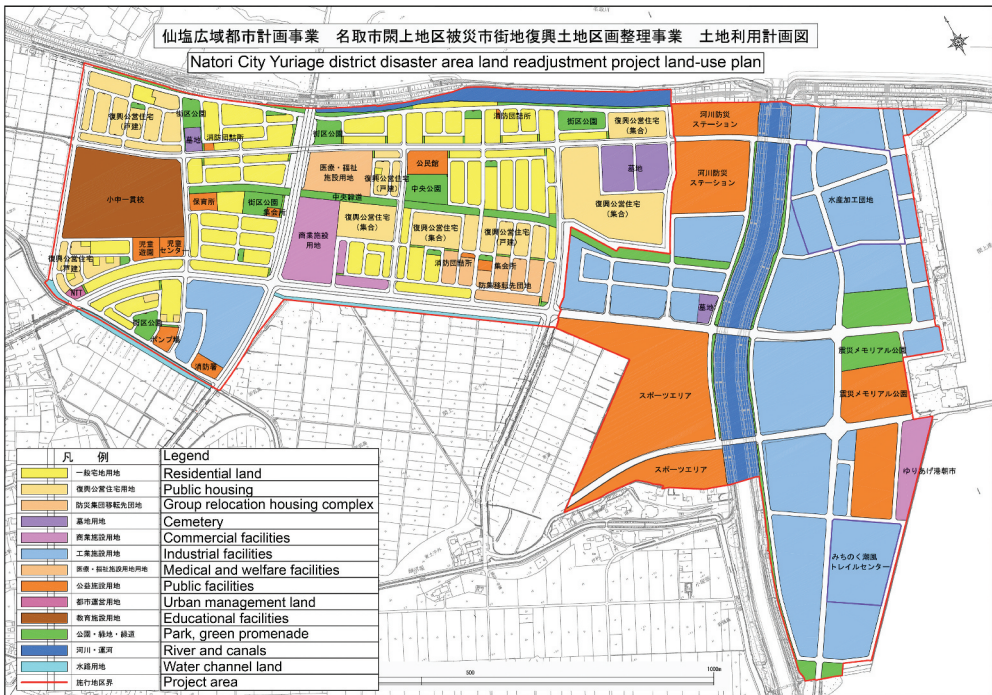 仙塩広域都市計画事業　名取市閖上地区被災市街地復興土地区画整理事業　土地利用計画図
Natori City Yuriage district disaster area land readjustment project land-use plan
復興公営住宅
(戸建)
街区公園
墓地
消防団詰所
街区公園
消防団詰所
街区公園
復興公営住宅
(集合)
河川防災
ステーション
小中一貫校
保育所
街区公園
集会所
医療・福祉
施設用地
復興公営住宅
(戸建)
公民館
中央公園
中央緑道
墓地
復興公営住宅
(集合)
河川防災
ステーション
水産加工団地
商業施設
用地
復興公営住宅
(集合)
復興公営住宅
(集合)
復興公営住宅
(戸建)
消防団詰所
集会所
防集移転先団地
児童
遊園
児童
センター
復興公営住宅
(戸建)
NTT
街区公園
ポンプ場
消防署
墓地
震災メモリアル公園
震災メモリアル公園
スポーツエリア
スポーツエリア
ゆりあげ港朝市
みちのく潮風
トレイルセンター
凡　例 Legend
一般宅地用地 Residential land
復興公営住宅用地 Public housing
防災集団移転先団地 Group relocation housing complex
墓地用地 Cemetery
商業施設用地 Commercial facilities
工業施設用地 Industrial facilities
医療・福祉施設用地用地 Medical and welfare facilities
公益施設用地 Public facilities
都市運営用地 Urban management land
教育施設用地 Educational facilities
公園・緑地・緑道 Park, green promenade
河川・運河 River and canals
水路用地 Water channel land
施行地区界 Project area
500
1000m